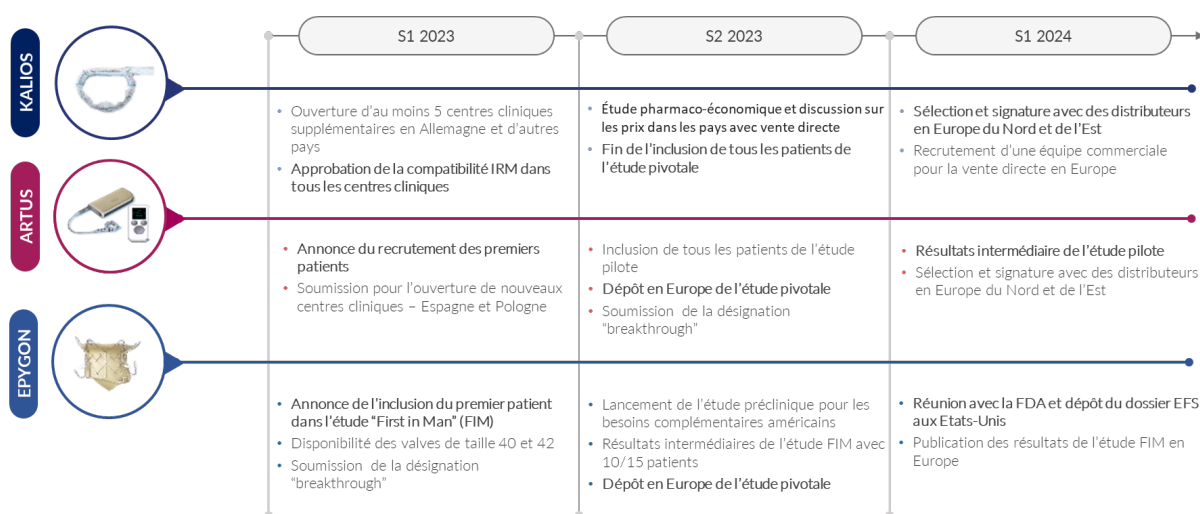 S1 2023
S2 2023
S1 2024
KALIOS
• Ouverture d'au moins 5 centres cliniques
supplémentaires en Allemagne et d'autres
pays
• Approbation de la compatibilité IRM dans
tous les centres cliniques
• Étude pharmaco-économique et discussion sur
les prix dans les pays avec vente directe
• Fin de l'inclusion de tous les patients de
l'étude pivotale
• Sélection et signature avec des distributeurs
en Europe du Nord et de l'Est
• Recrutement d'une équipe commerciale
pour la vente directe en Europe
ARTUS
• Annonce du recrutement des premiers
patients
• Soumission pour l'ouverture de nouveaux
centres cliniques – Espagne et Pologne
• Inclusion de tous les patients de l'étude
pilote
• Dépôt en Europe de l'étude pivotale
• Soumission de la désignation
"breakthrough"
• Résultats intermédiaire de l'étude pilote
• Sélection et signature avec des distributeurs
en Europe du Nord et de l'Est
EPYGON
• Annonce de l'inclusion du premier patient
dans l'étude "First in Man" (FIM)
• Disponibilité des valves de taille 40 et 42
• Soumission de la désignation
"breakthrough"
• Lancement de l'étude préclinique pour les
besoins complémentaires américains
• Résultats intermédiaires de l'étude FIM avec
10/15 patients
• Dépôt en Europe de l'étude pivotale
• Réunion avec la FDA et dépôt du dossier EFS
aux Etats-Unis
• Publication des résultats de l'étude FIM en
Europe